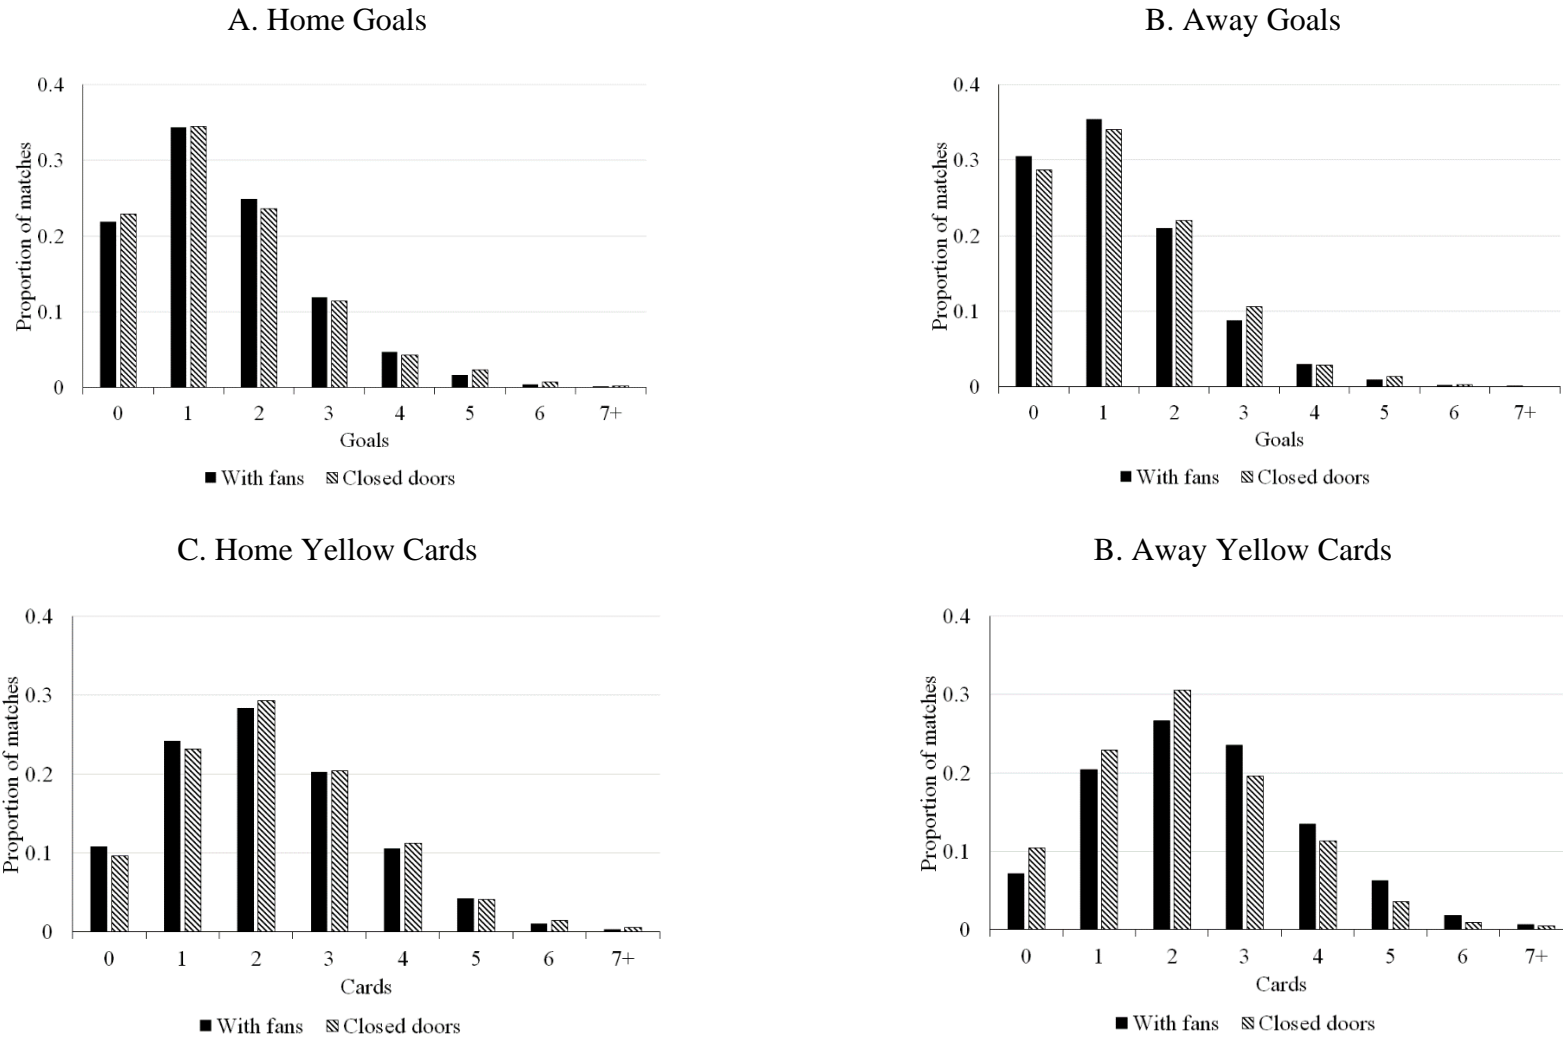 A. Home Goals
0.4
0.3
0.2
0.1
0
Proportion of matches
0 1 2 3 4 5 6 7+
Goals
With fans Closed doors
B. Away Goals
0.4
0.3
0.2
0.1
0
Proportion of matches
0 1 2 3 4 5 6 7+
Goals
With fans Closed doors
C. Home Yellow Cards
0.4
0.3
0.2
0.1
0
Proportion of matches
0 1 2 3 4 5 6 7+
Cards
With fans Closed doors
B. Away Yellow Cards
0.4
0.3
0.2
0.1
0
Proportion of matches
0 1 2 3 4 5 6 7+
Cards
With fans Closed doors